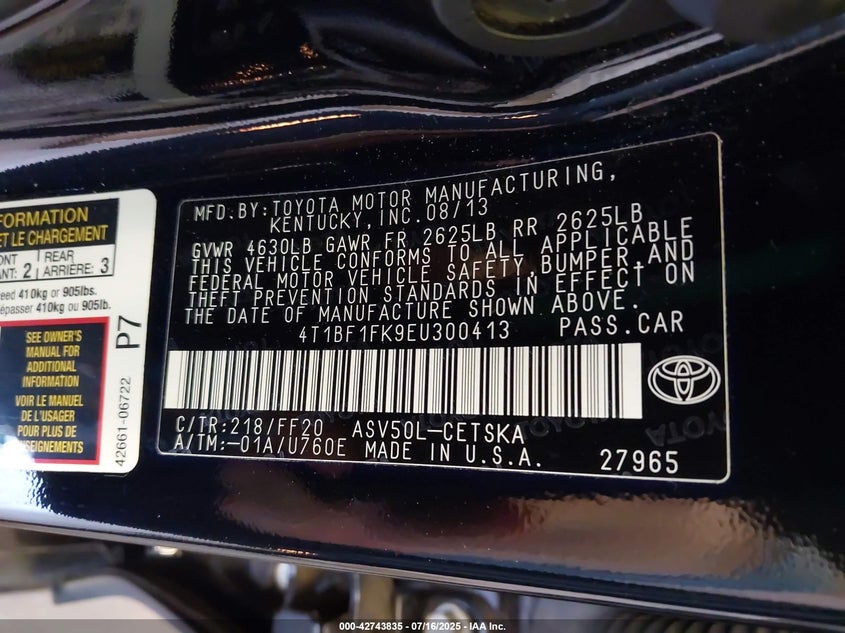 FORMATION
ET LE CHARGEMENT
2 | REAR
ARRIÈRE: 3
410kg or 905lbs.
410kg ou 905lb.
SEE OWNER'S
MANUAL FOR
ADDITIONAL
INFORMATION
VOIR LE MANUEL
DE L'USAGER
POUR PLUS DE
P7
42661-06722
MFD.BY:TOYOTA MOTOR MANUFACTURING,
KENTUCKY,INC.08/13
GVWR 4630LB GAWR FR 2625LB RR 2625LB
THIS VEHICLE CONFORMS TO ALL APPLICABLE
FEDERAL MOTOR VEHICLE SAFETY,BUMPER,AND
THEFT PREVENTION STANDARDS IN EFFECT ON
THE DATE OF MANUFACTURE SHOWN ABOVE.
4T1BF1FK9EU300413 PASS.CAR
C/TR:218/FF20 ASV50L-CETSKA
A/TM:-01A/U760E MADE IN U.S.A. 27965
000-42743835 - 07/16/2025 - IAA Inc.